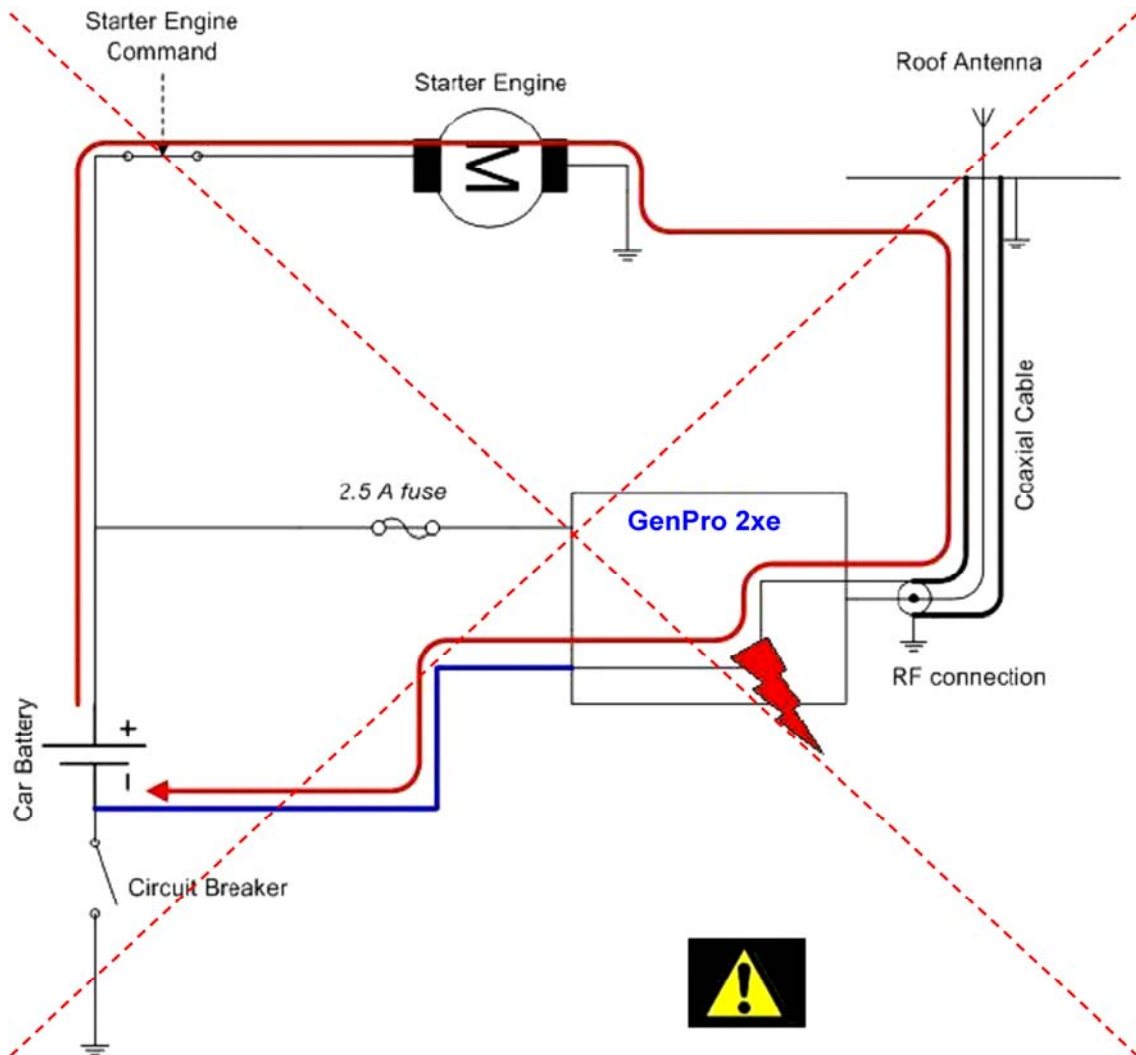 Starter Engine
Command
Starter Engine
Roof Antenna
M
Coaxial Cable
2.5 A fuse
GenPro 2xe
RF connection
Car Battery
+
-
Circuit Breaker
!